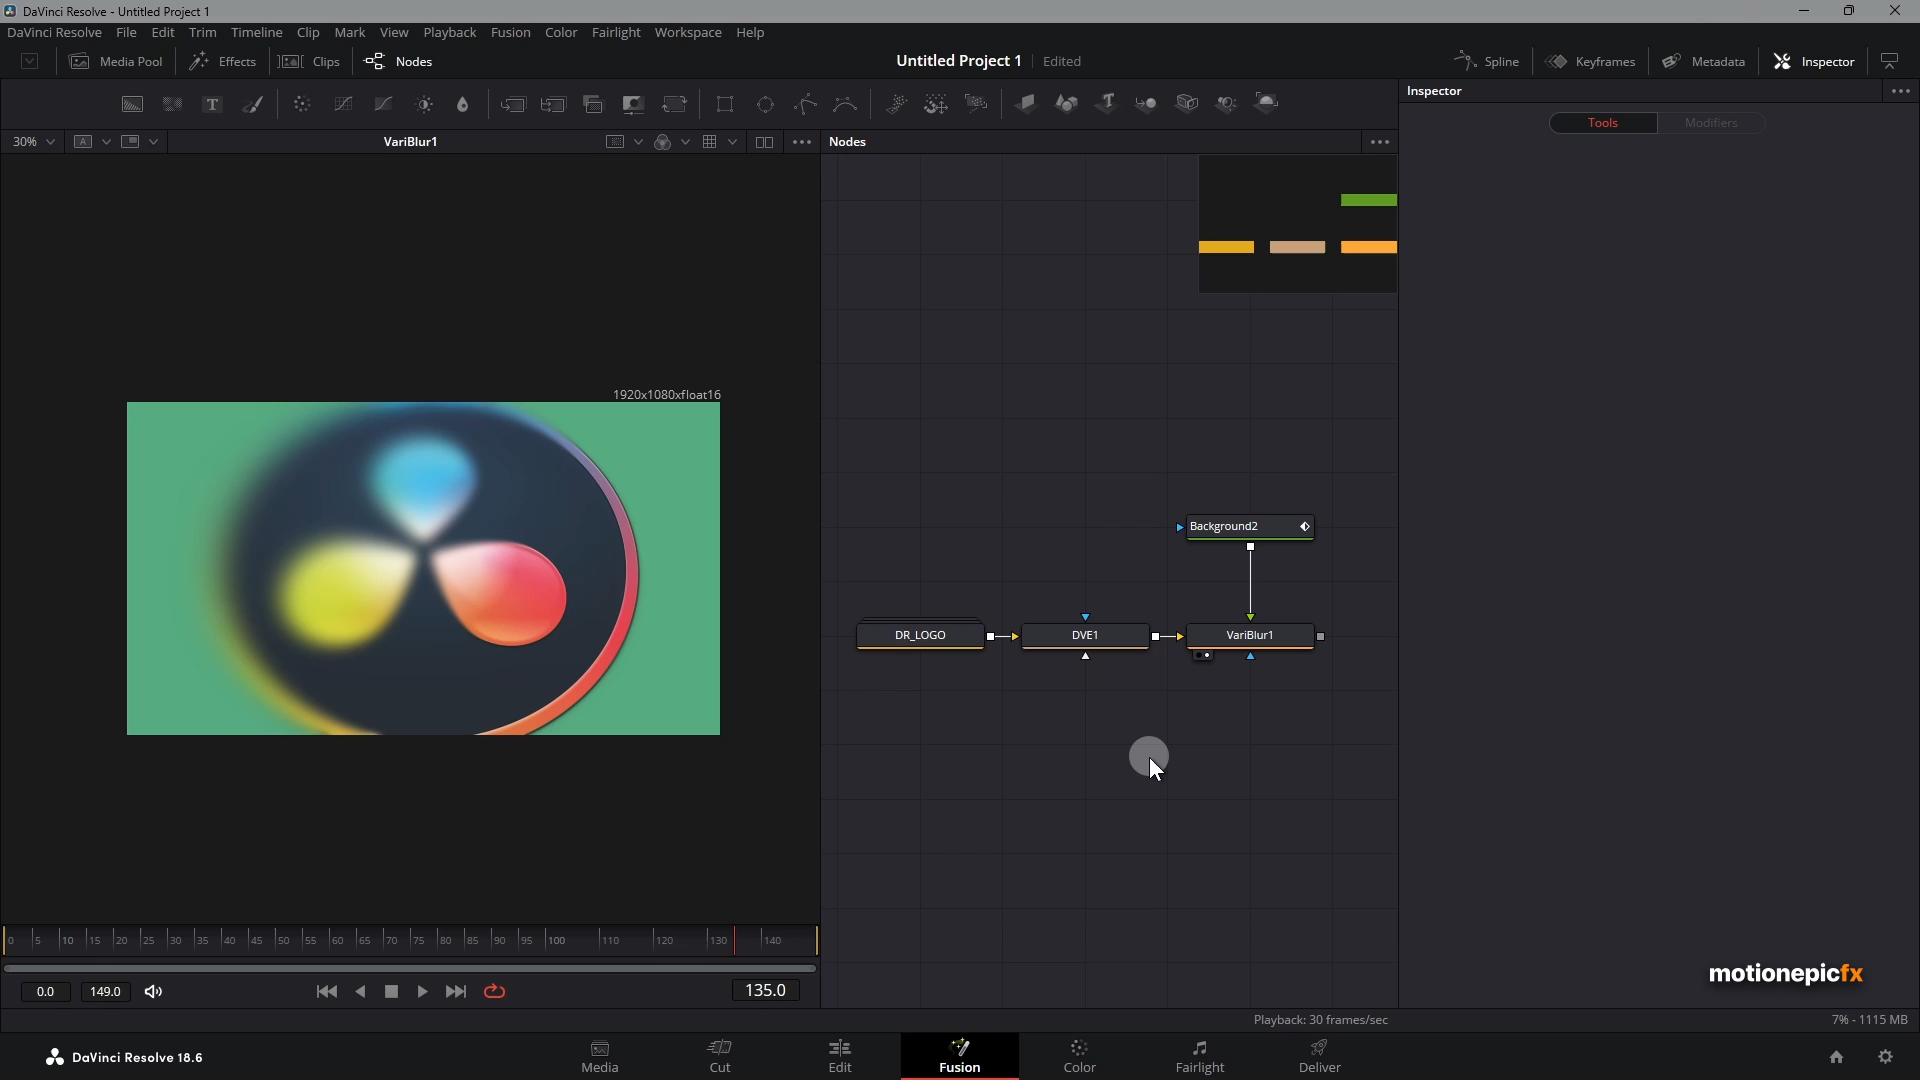 DaVinci Resolve - Untitled Project 1
DaVinci Resolve File Edit Trim Timeline Clip Mark View Playback Fusion Color Fairlight Workspace Help
Media Pool Effects Clips Nodes Untitled Project 1 Edited Spline Keyframes Metadata Inspector
Inspector
Tools Modifiers
30% A VariBlur1 Nodes
1920x1080xfloat16
Background2
DR_LOGO DVE1 VariBlur1
0 5 10 15 20 25 30 35 40 45 50 55 60 65 70 75 80 85 90 95 100 110 120 130 140
motionepicfx
0.0 149.0 135.0
Playback: 30 frames/sec 7% - 1115 MB
DaVinci Resolve 18.6 Media Cut Edit Fusion Color Fairlight Deliver